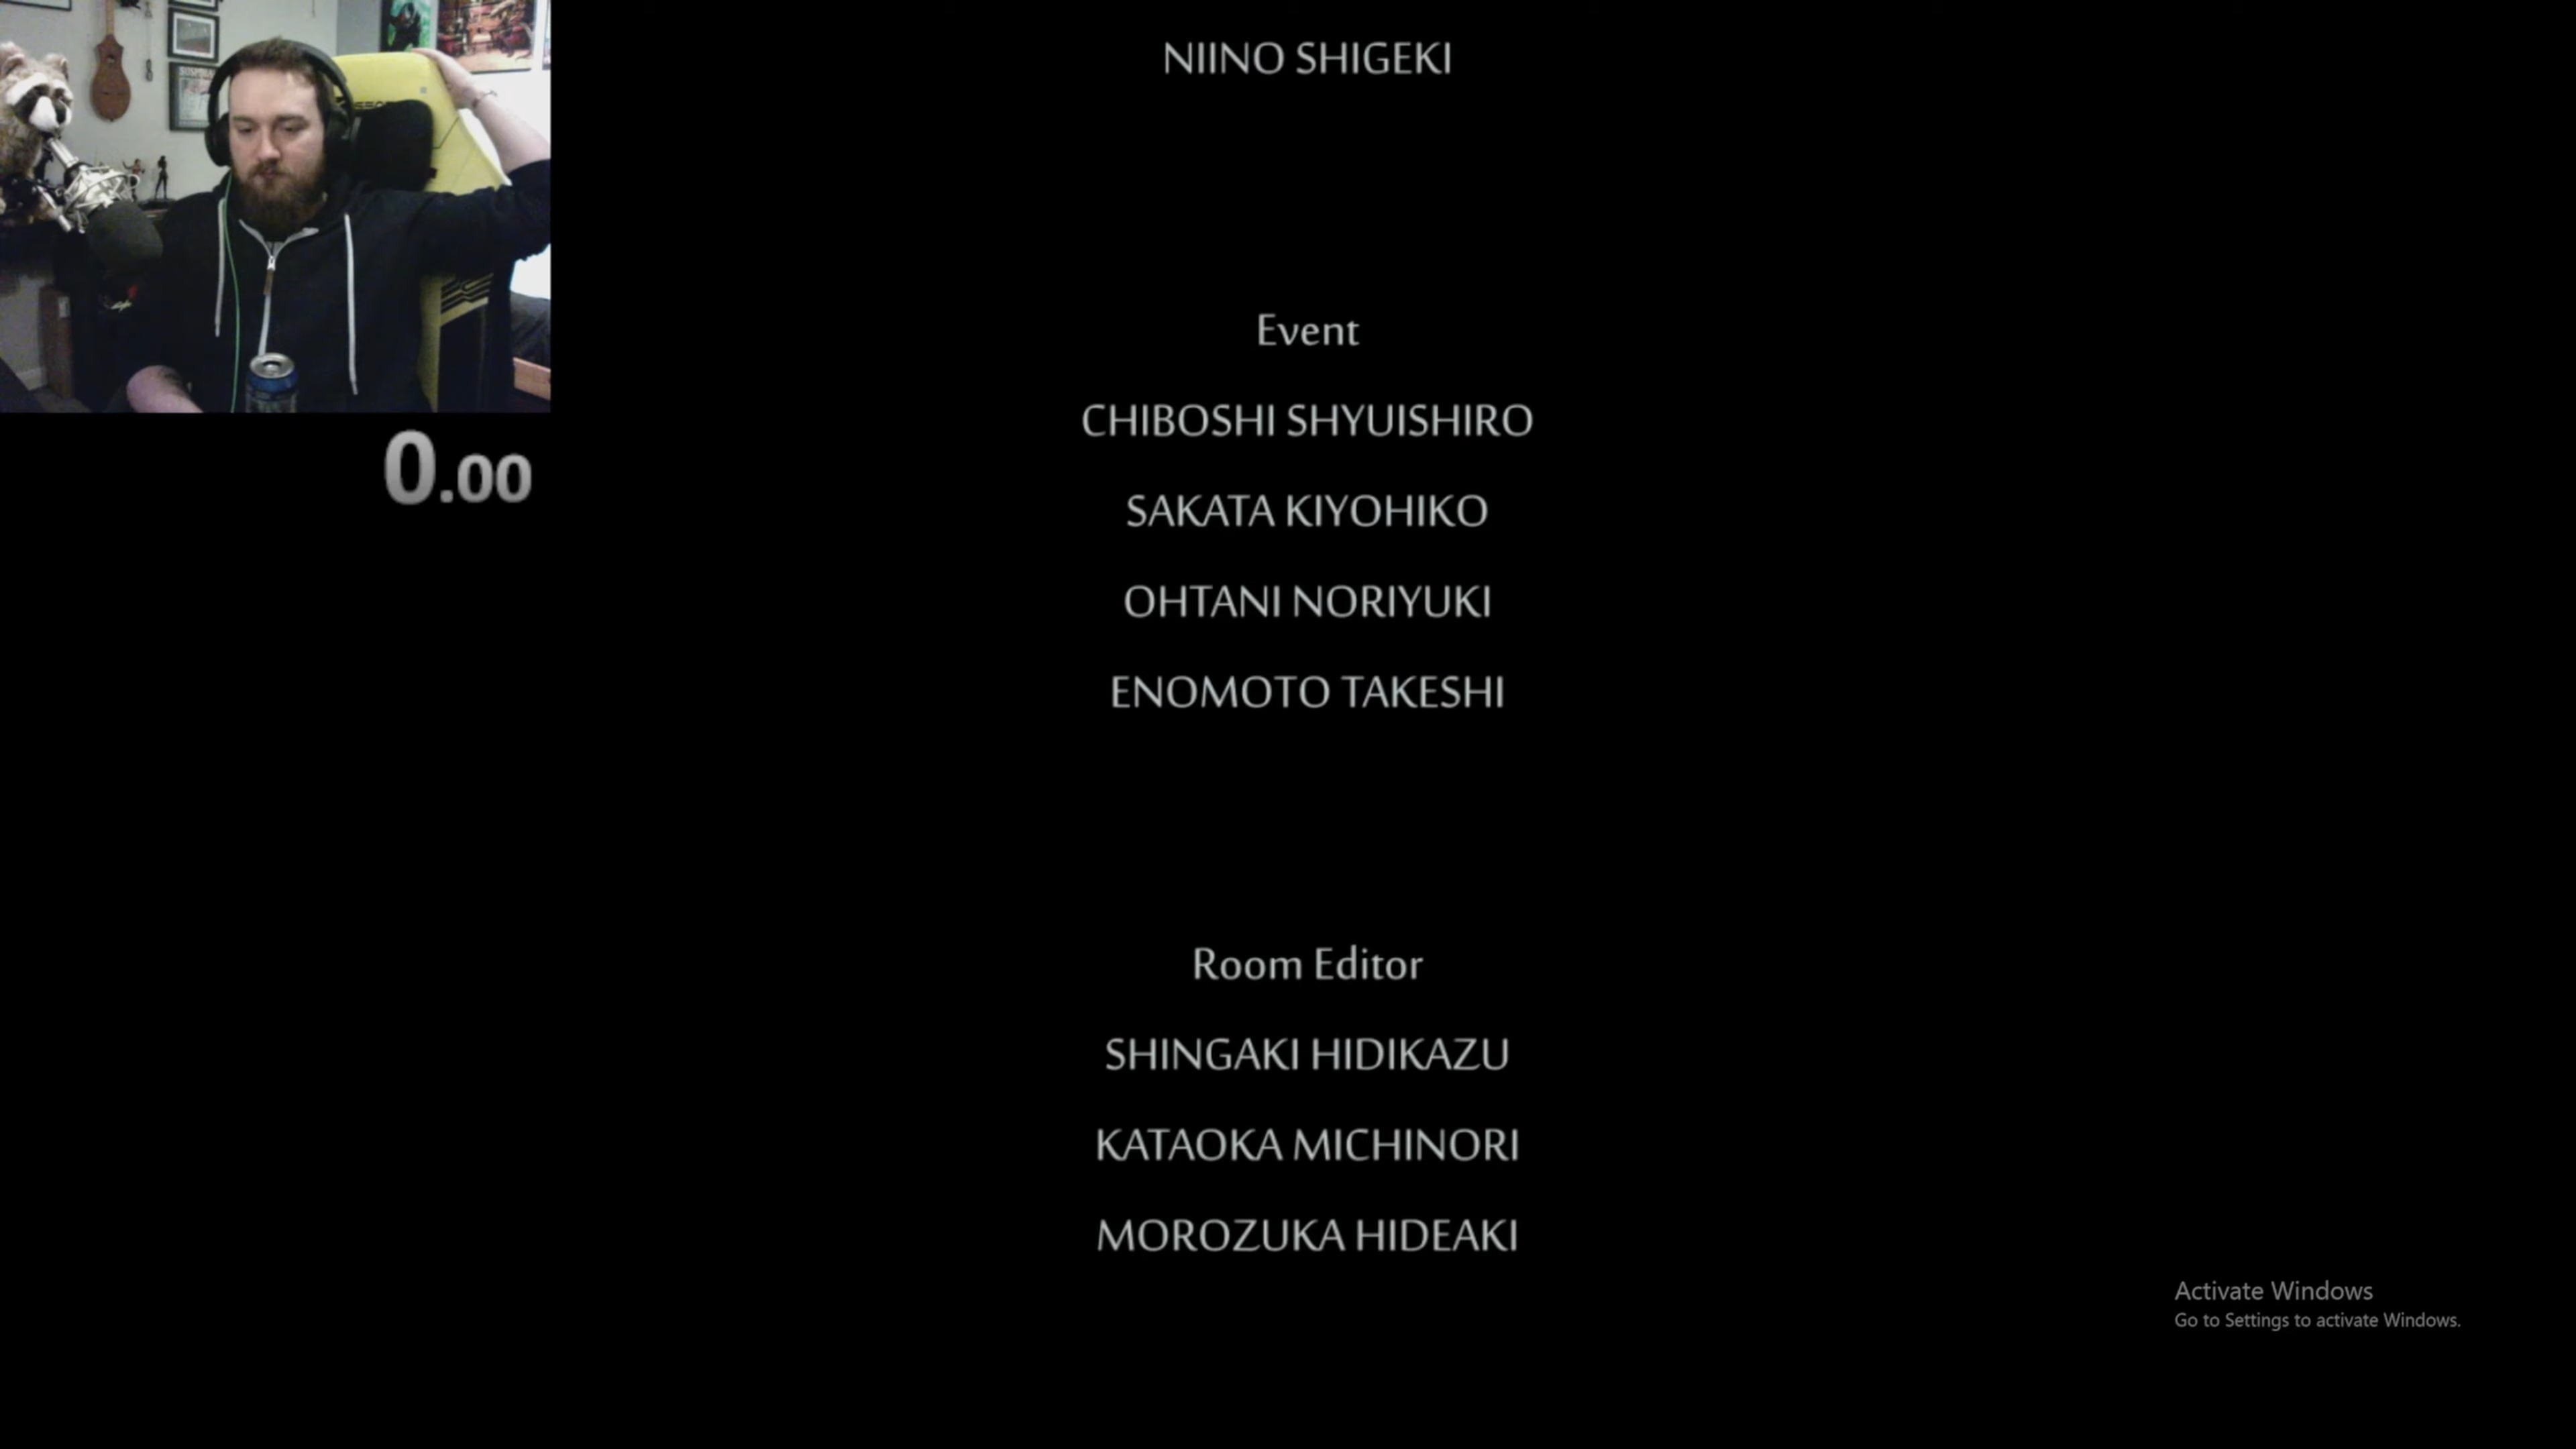 NIINO SHIGEKI
Event
CHIBOSHI SHYUISHIRO
SAKATA KIYOHIKO
OHTANI NORIYUKI
ENOMOTO TAKESHI
Room Editor
SHINGAKI HIDIKAZU
KATAOKA MICHINORI
MOROZUKA HIDEAKI
0.00
Activate Windows
Go to Settings to activate Windows.